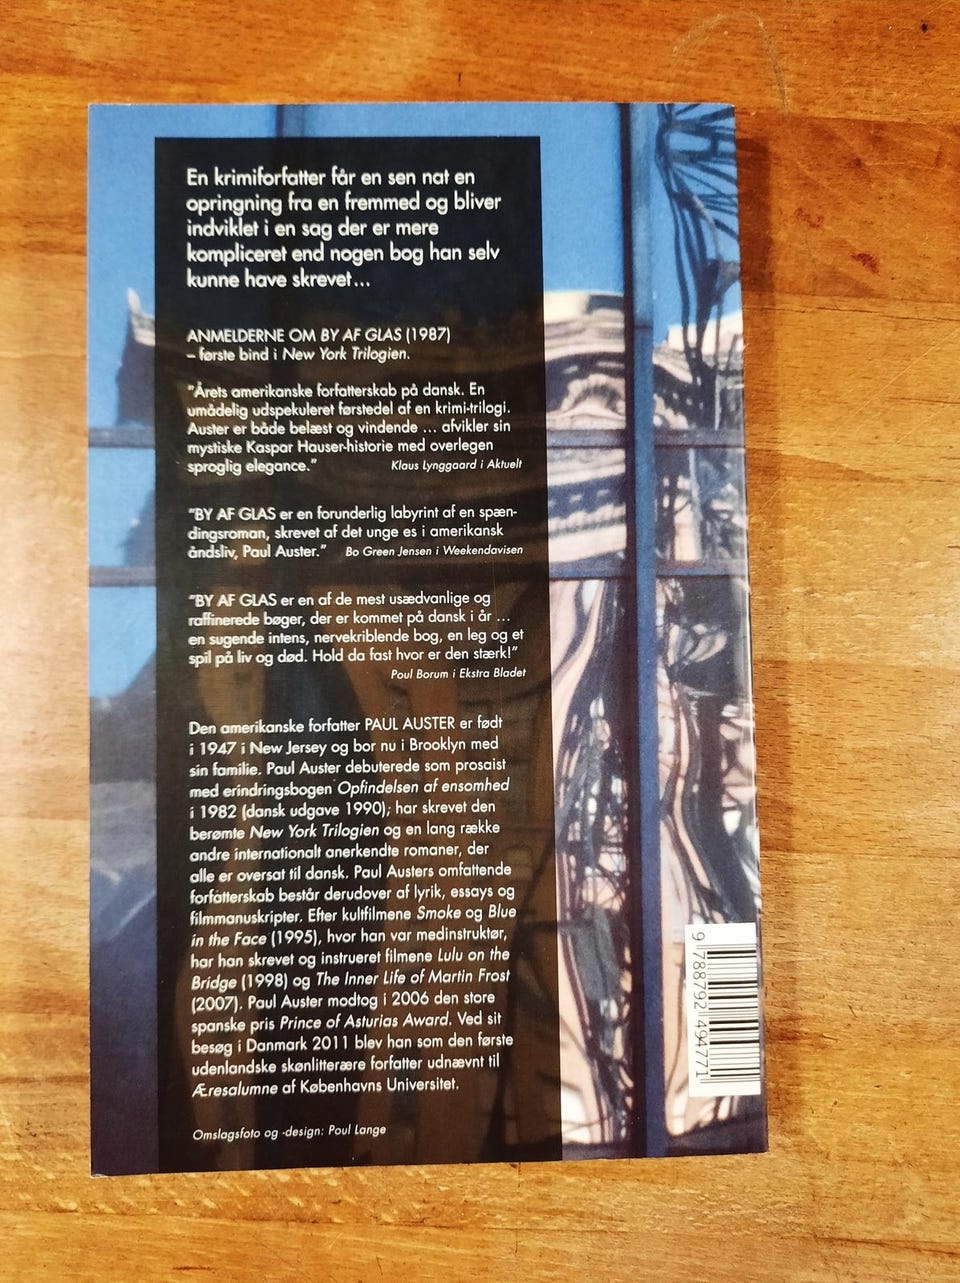 En krimiforfatter får en sen nat en
opringning fra en fremmed og bliver
indviklet i en sag der er mere
kompliceret end nogen bog han selv
kunne have skrevet...
ANMELDERNE OM BY AF GLAS (1987)
– første bind i New York Trilogien.
"Årets amerikanske forfatterskab på dansk. En
umådelig udspekuleret førstedel af en krimi-trilogi.
Auster er både belæst og vindende ... afvikler sin
mystiske Kaspar Hauser-historie med overlegen
sproglig elegance." Klaus Lynggaard i Aktuelt
"BY AF GLAS er en forunderlig labyrint af en spæn-
dingsroman, skrevet af det unge es i amerikansk
åndsliv, Paul Auster." Bo Green Jensen i Weekendavisen
"BY AF GLAS er en af de mest usædvanlige og
raffinerede bøger, der er kommet på dansk i år ...
en sugende intens, nervekriblende bog, en leg og et
spil på liv og død. Hold da fast hvor er den stærk!"
Poul Borum i Ekstra Bladet
Den amerikanske forfatter PAUL AUSTER er født
i 1947 i New Jersey og bor nu i Brooklyn med
sin familie. Paul Auster debuterede som prosaist
med erindringsbogen Opfindelsen af ensomhed
i 1982 (dansk udgave 1990); har skrevet den
berømte New York Trilogien og en lang række
andre internationalt anerkendte romaner, der
alle er oversat til dansk. Paul Austers omfattende
forfatterskab består derudover af lyrik, essays og
filmmanuskripter. Efter kultfilmene Smoke og Blue
in the Face (1995), hvor han var medinstruktør,
har han skrevet og instrueret filmene Lulu on the
Bridge (1998) og The Inner Life of Martin Frost
(2007). Paul Auster modtog i 2006 den store
spanske pris Prince of Asturias Award. Ved sit
besøg i Danmark 2011 blev han som den første
udenlandske skønlitterære forfatter udnævnt til
Æresalumne af Københavns Universitet.
Omslagsfoto og -design: Poul Lange
9 788792 494771